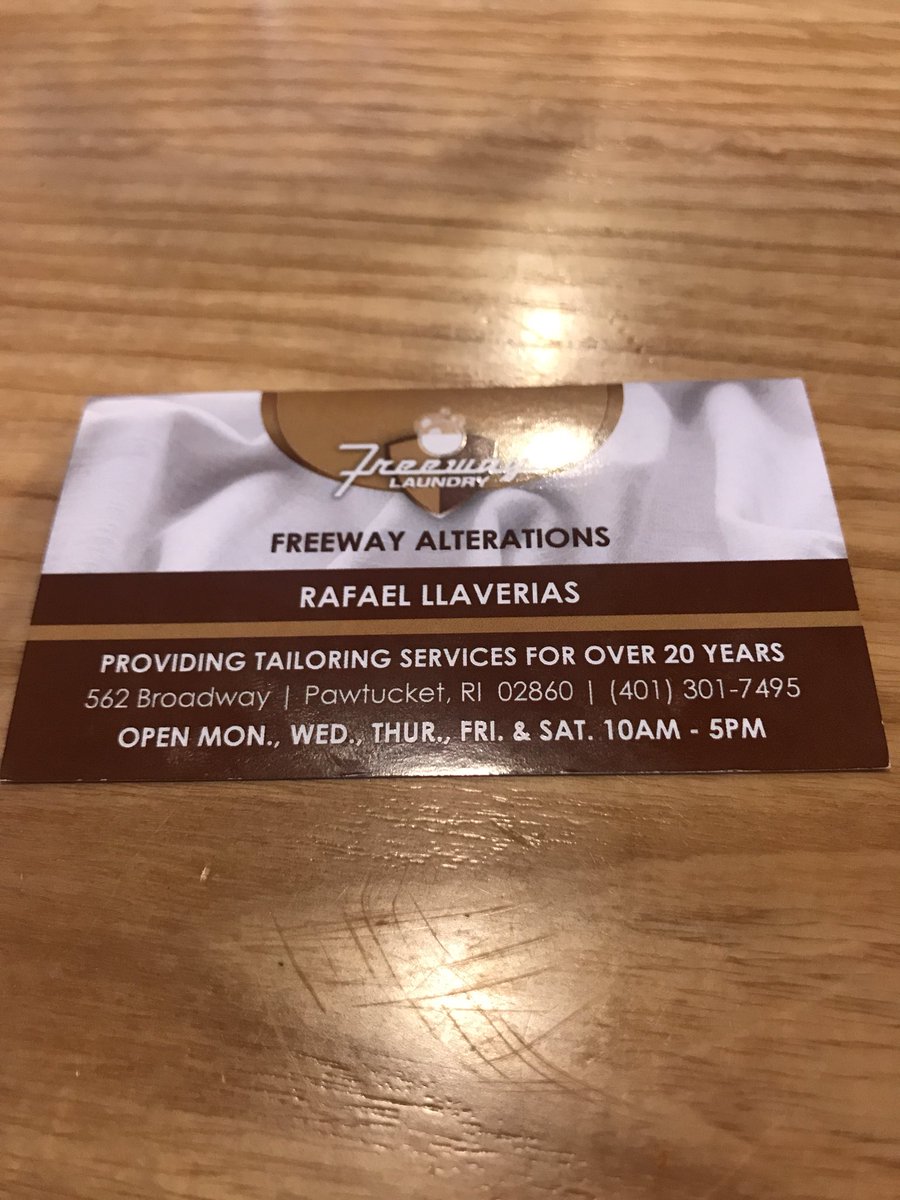 Freeway
LAUNDRY
FREEWAY ALTERATIONS
RAFAEL LLAVERIAS
PROVIDING TAILORING SERVICES FOR OVER 20 YEARS
562 Broadway | Pawtucket, RI 02860 | (401) 301-7495
OPEN MON., WED., THUR., FRI. & SAT. 10AM - 5PM